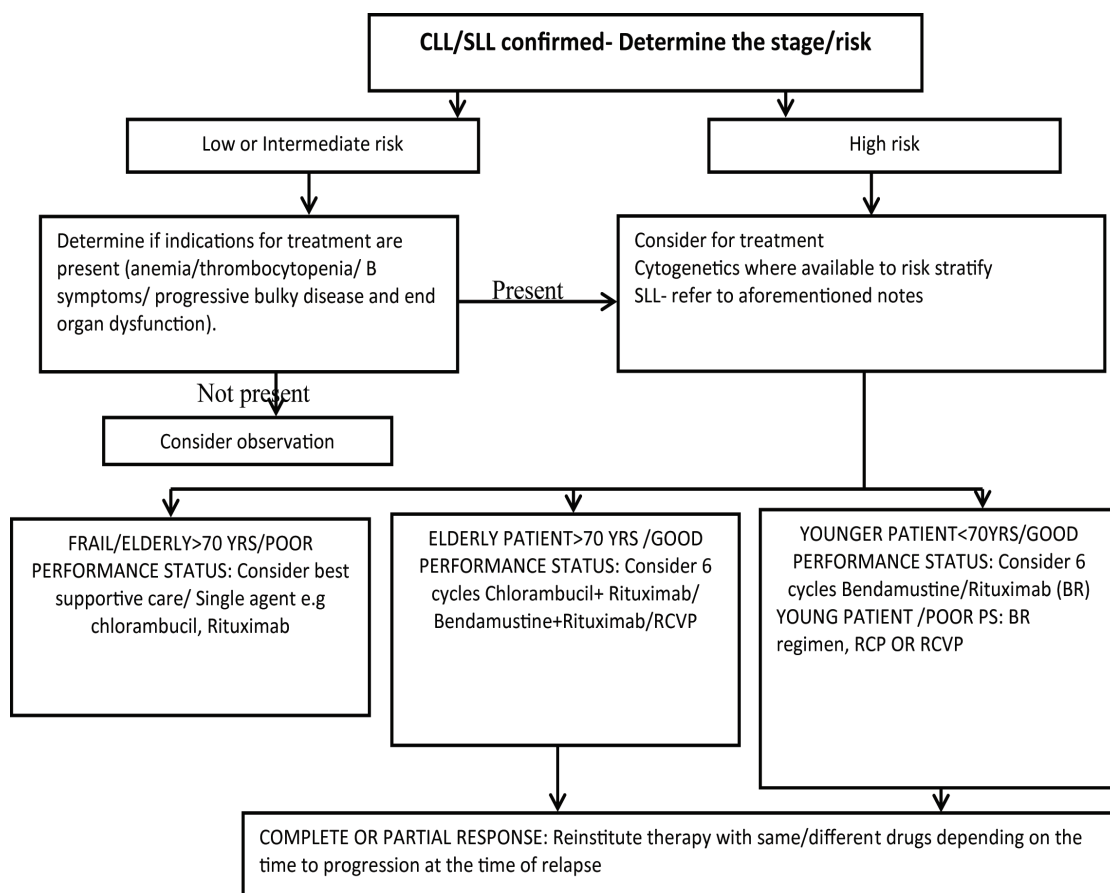 CLL/SLL confirmed- Determine the stage/risk
Low or Intermediate risk
High risk
Determine if indications for treatment are
present (anemia/thrombocytopenia/ B
symptoms/ progressive bulky disease and end
organ dysfunction).
Present
Consider for treatment
Cytogenetics where available to risk stratify
SLL- refer to aforementioned notes
Not present
Consider observation
FRAIL/ELDERLY>70 YRS/POOR
PERFORMANCE STATUS: Consider best
supportive care/ Single agent e.g
chlorambucil, Rituximab
ELDERLY PATIENT>70 YRS /GOOD
PERFORMANCE STATUS: Consider 6
cycles Chlorambucil+ Rituximab/
Bendamustine+Rituximab/RCVP
YOUNGER PATIENT<70YRS/GOOD
PERFORMANCE STATUS: Consider 6
cycles Bendamustine/Rituximab (BR)
YOUNG PATIENT /POOR PS: BR
regimen, RCP OR RCVP
COMPLETE OR PARTIAL RESPONSE: Reinstitute therapy with same/different drugs depending on the
time to progression at the time of relapse